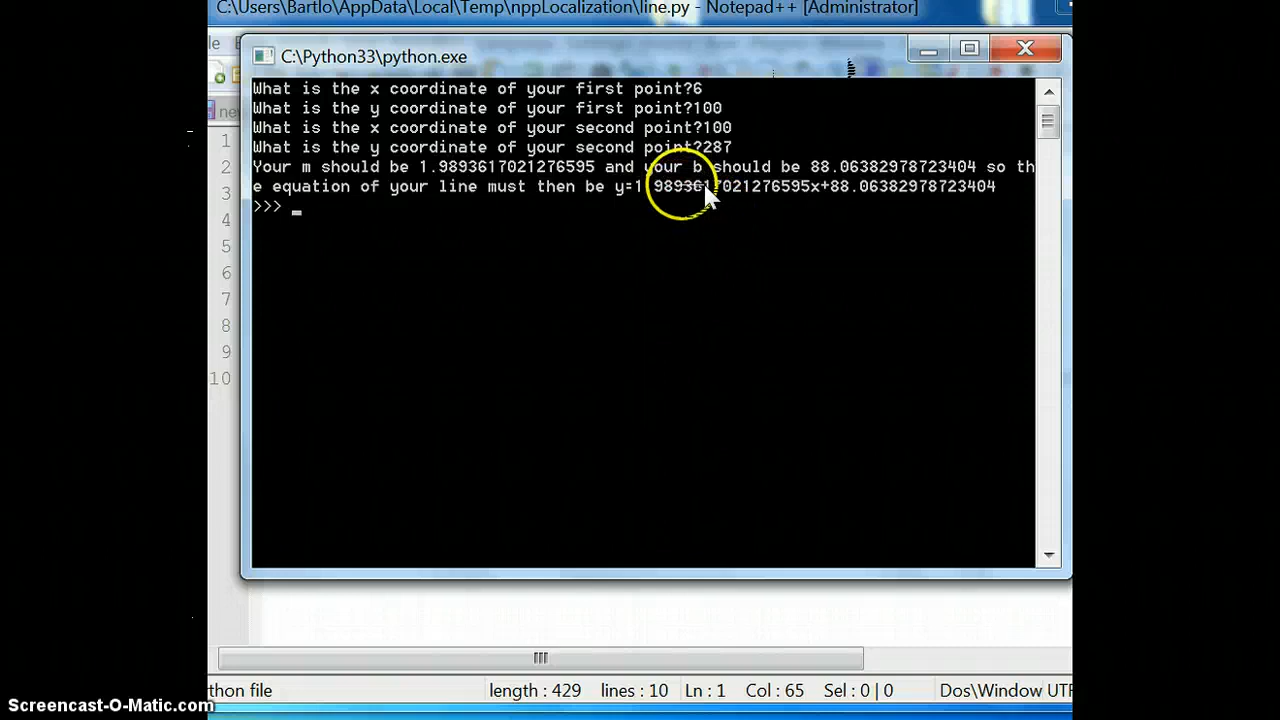 C:\Users\Bartlo\AppData\Local\Temp\nppLocalization\line.py - Notepad++ [Administrator]
C:\Python33\python.exe
What is the x coordinate of your first point?6
What is the y coordinate of your first point?100
What is the x coordinate of your second point?100
What is the y coordinate of your second point?287
Your m should be 1.9893617021276595 and your b should be 88.06382978723404 so th
e equation of your line must then be y=1.9893617021276595x+88.06382978723404
>>>
1
2
3
4
5
6
7
8
9
10
thon file
length : 429 lines : 10
Ln : 1 Col : 65 Sel : 0 | 0
Dos\Window UTF
Screencast-O-Matic.com